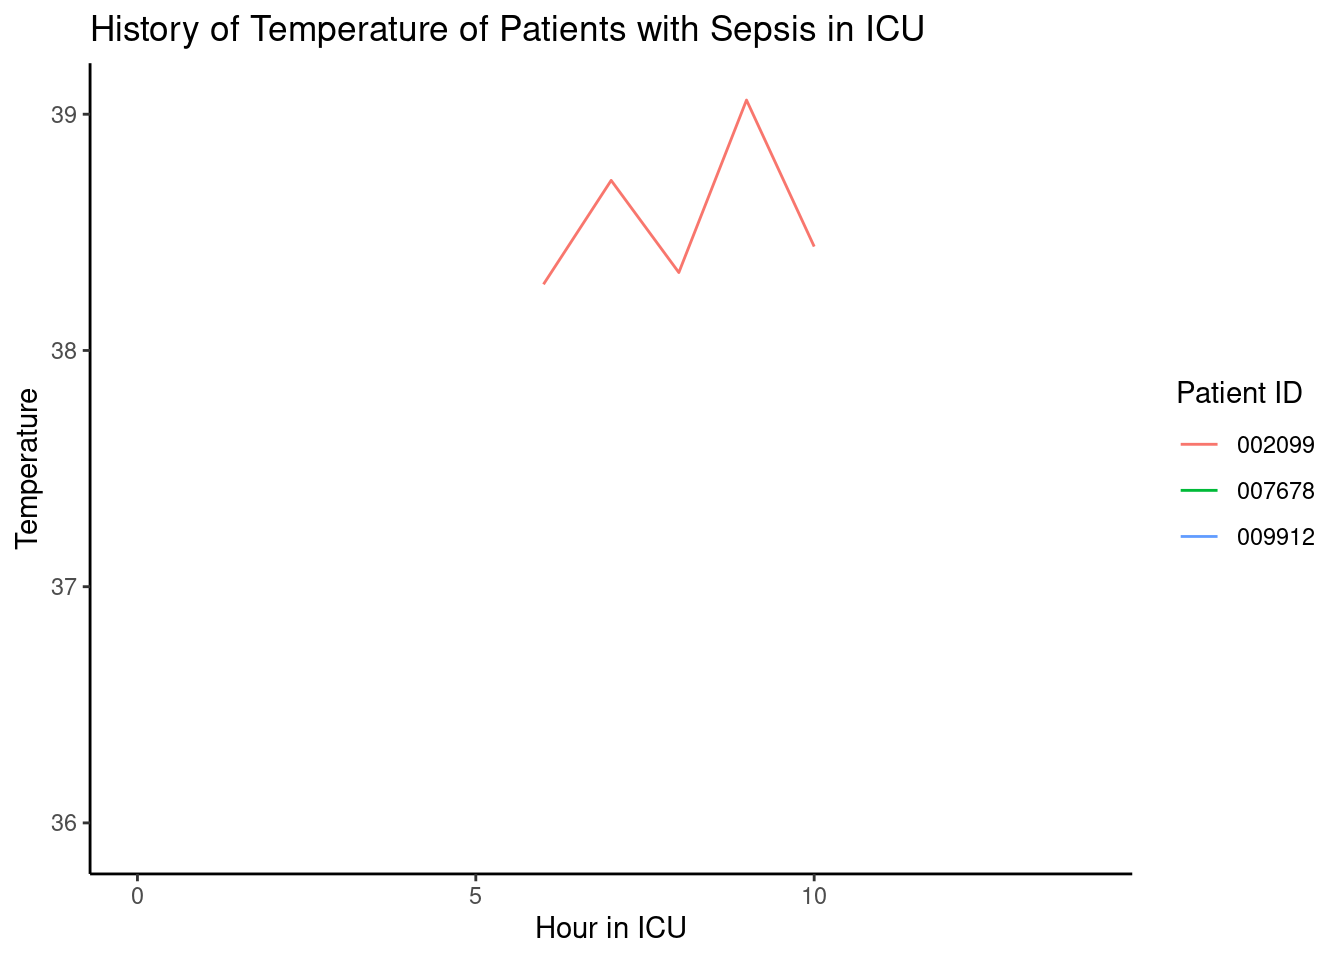 History of Temperature of Patients with Sepsis in ICU
39
38
37
36
Temperature
0 5 10
Hour in ICU
Patient ID
002099
007678
009912